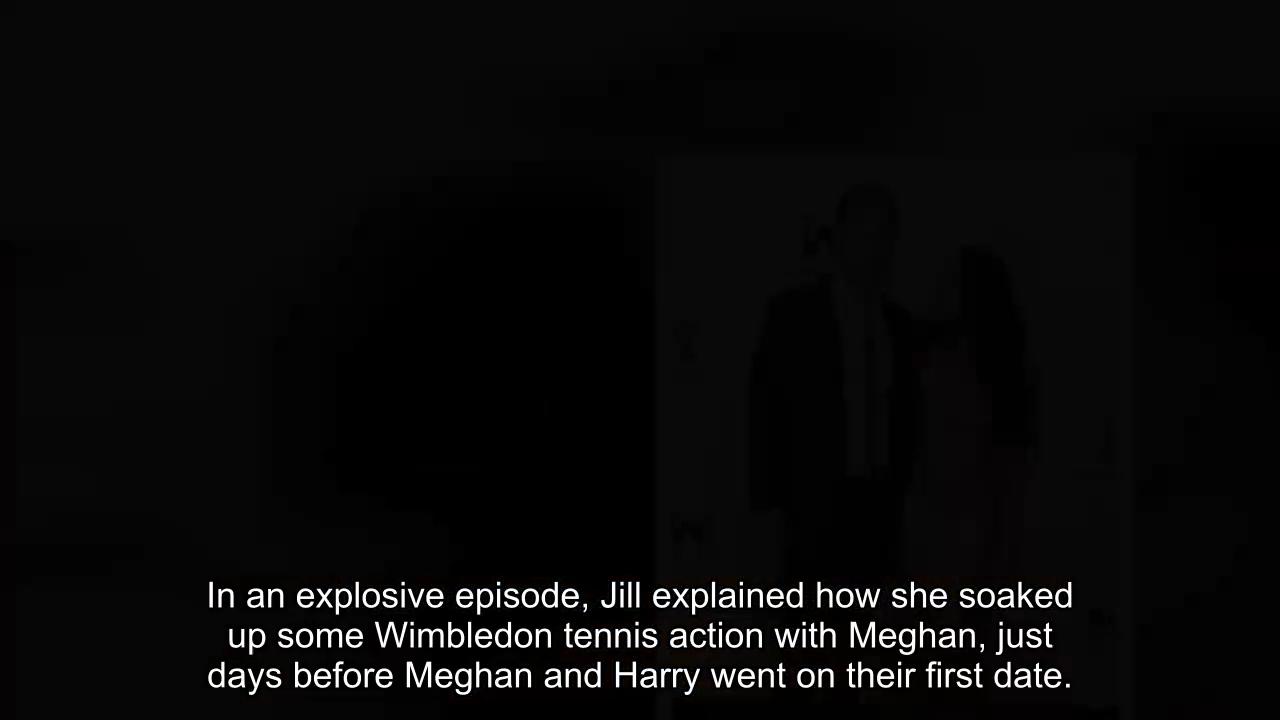 In an explosive episode, Jill explained how she soaked
up some Wimbledon tennis action with Meghan, just
days before Meghan and Harry went on their first date.